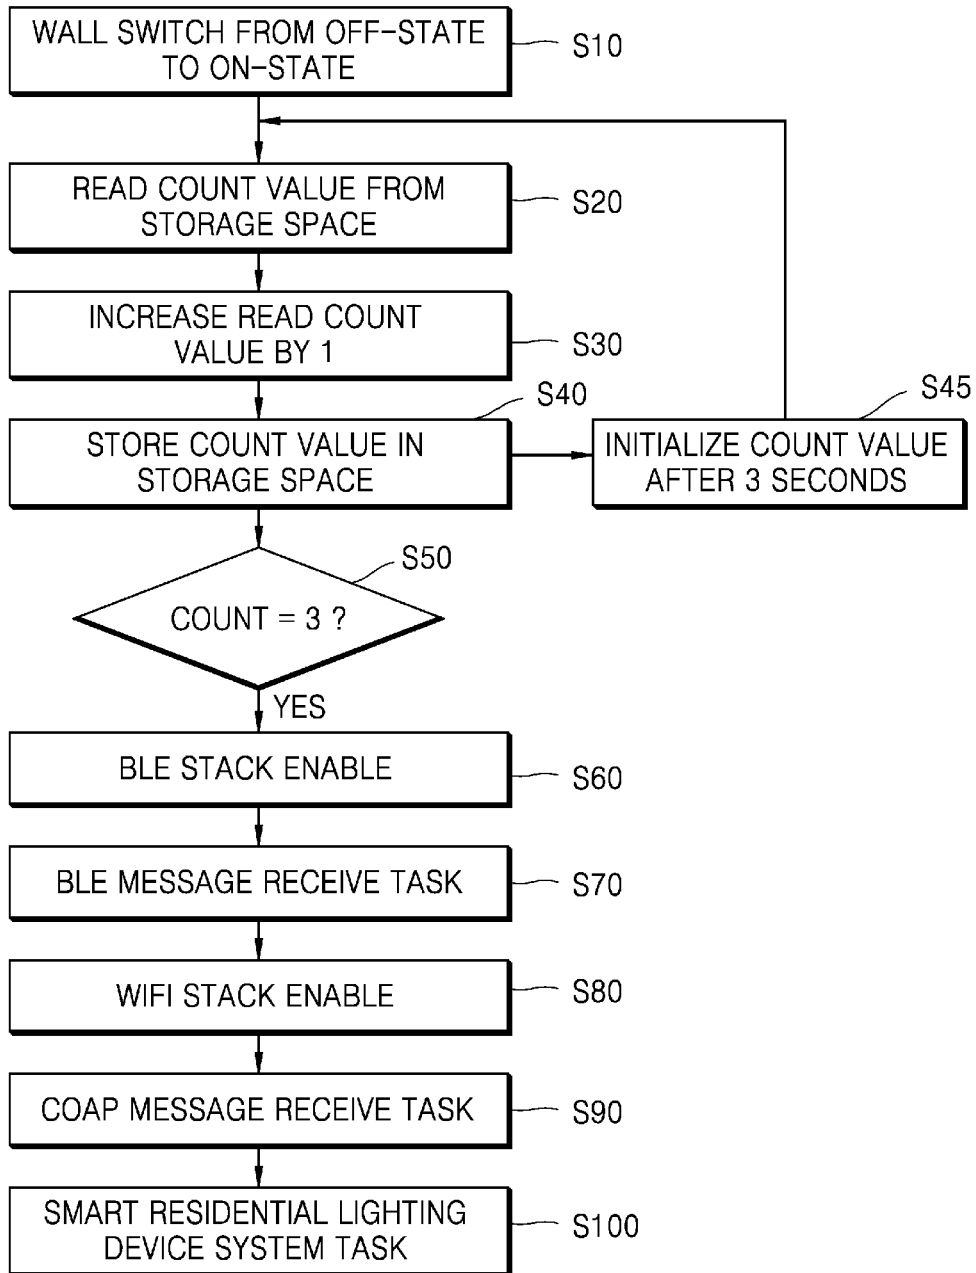 WALL SWITCH FROM OFF-STATE
TO ON-STATE
S10
READ COUNT VALUE FROM
STORAGE SPACE
S20
INCREASE READ COUNT
VALUE BY 1
S30
S40
STORE COUNT VALUE IN
STORAGE SPACE
S45
INITIALIZE COUNT VALUE
AFTER 3 SECONDS
S50
COUNT = 3 ?
YES
BLE STACK ENABLE
S60
BLE MESSAGE RECEIVE TASK
S70
WIFI STACK ENABLE
S80
COAP MESSAGE RECEIVE TASK
S90
SMART RESIDENTIAL LIGHTING
DEVICE SYSTEM TASK
S100